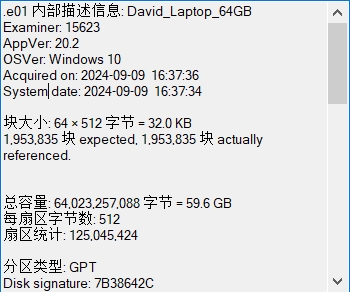 .e01 内部描述信息: David_Laptop_64GB
Examiner: 15623
AppVer: 20.2
OSVer: Windows 10
Acquired on: 2024-09-09  16:37:36
System date: 2024-09-09  16:37:34
块大小: 64 × 512 字节 = 32.0 KB
1,953,835 块 expected, 1,953,835 块 actually
referenced.
总容量: 64,023,257,088 字节 = 59.6 GB
每扇区字节数: 512
扇区统计: 125,045,424
分区类型: GPT
Disk signature: 7B38642C